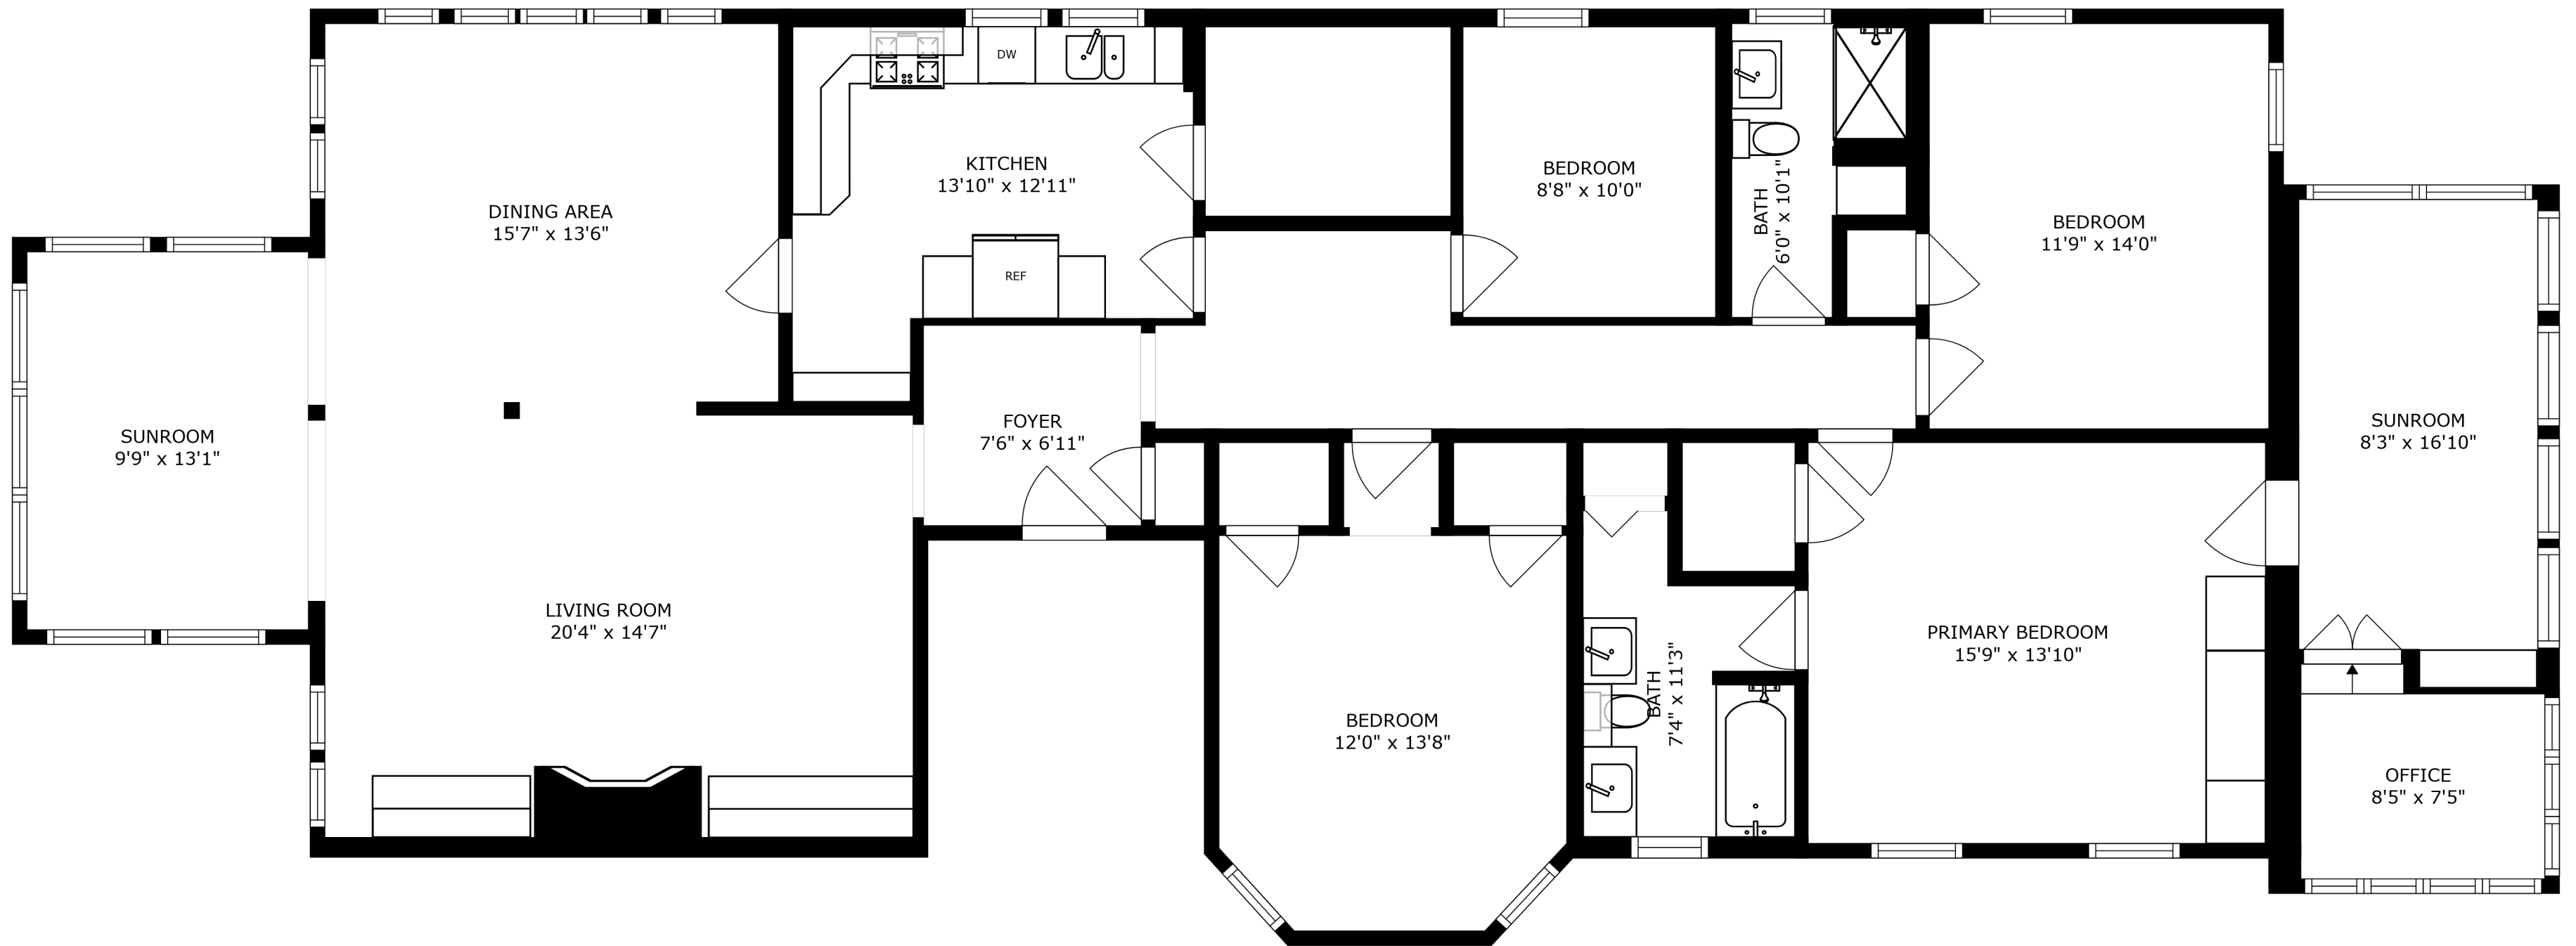 DW
KITCHEN
13'10" x 12'11"
BEDROOM
8'8" x 10'0"
BATH
6'0" x 10'1"
DINING AREA
15'7" x 13'6"
BEDROOM
11'9" x 14'0"
REF
SUNROOM
9'9" x 13'1"
FOYER
7'6" x 6'11"
SUNROOM
8'3" x 16'10"
LIVING ROOM
20'4" x 14'7"
PRIMARY BEDROOM
15'9" x 13'10"
BATH
7'4" x 11'3"
BEDROOM
12'0" x 13'8"
OFFICE
8'5" x 7'5"